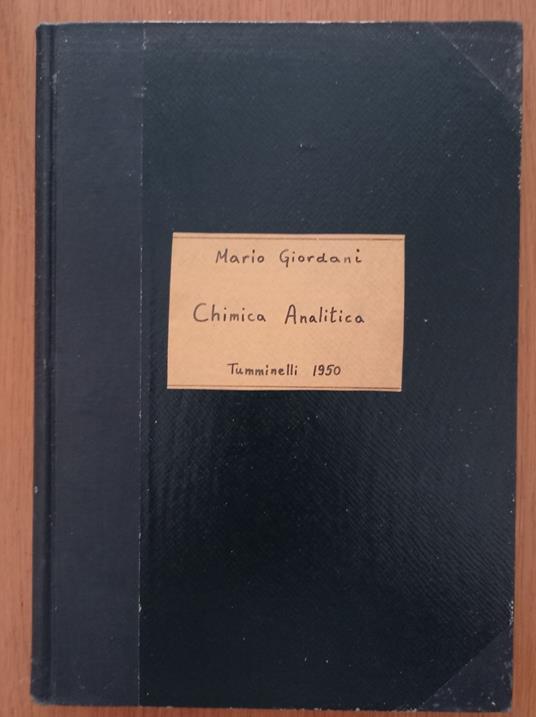 Mario Giordani
Chimica Analitica
Tumminelli 1950